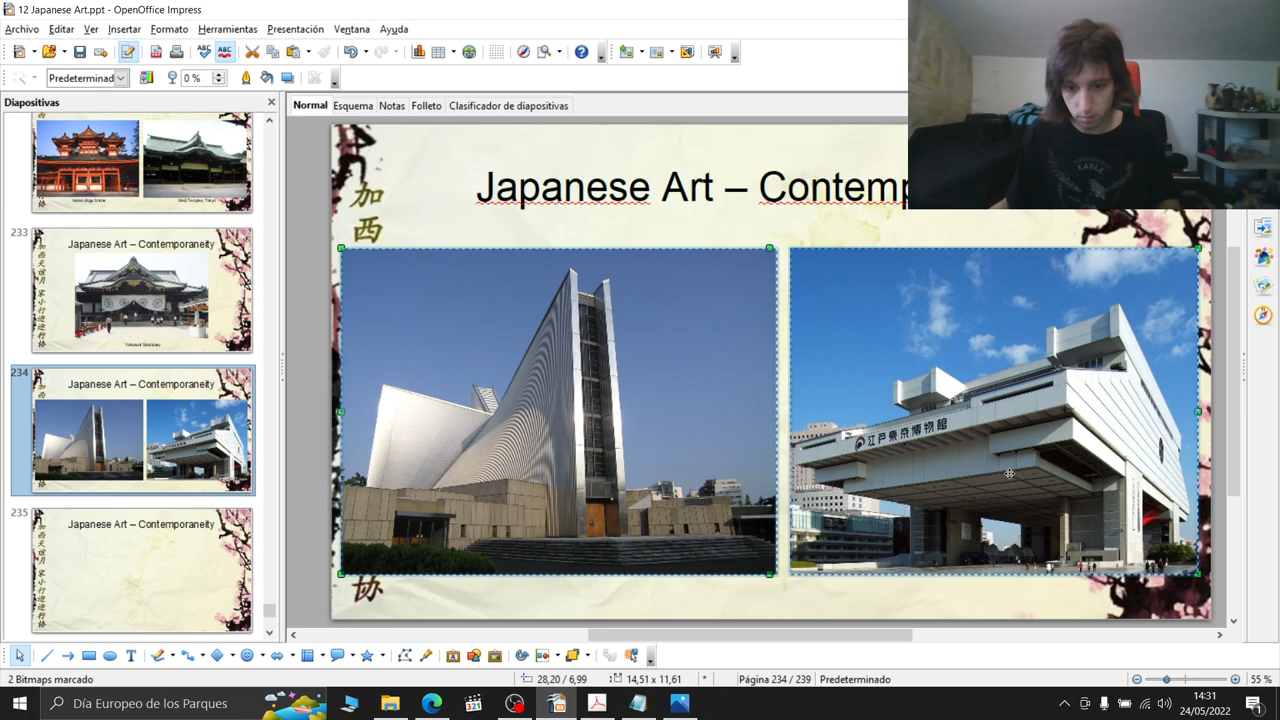 12 Japanese Art.ppt - OpenOffice Impress
Archivo Editar Ver Insertar Formato Herramientas Presentación Ventana Ayuda
Predeterminad
0 %
Diapositivas
Normal Esquema Notas Folleto Clasificador de diapositivas
233
Japanese Art – Contemporaneity
234
Japanese Art – Contemporaneity
235
Japanese Art – Contemporaneity
Japanese Art – Contemp
加
西
江戸東京博物館
协
2 Bitmaps marcado
28,20 / 6,99
14,51 x 11,61
*
Página 234 / 239
Predeterminado
55 %
Día Europeo de los Parques
321
14:31
24/05/2022
1